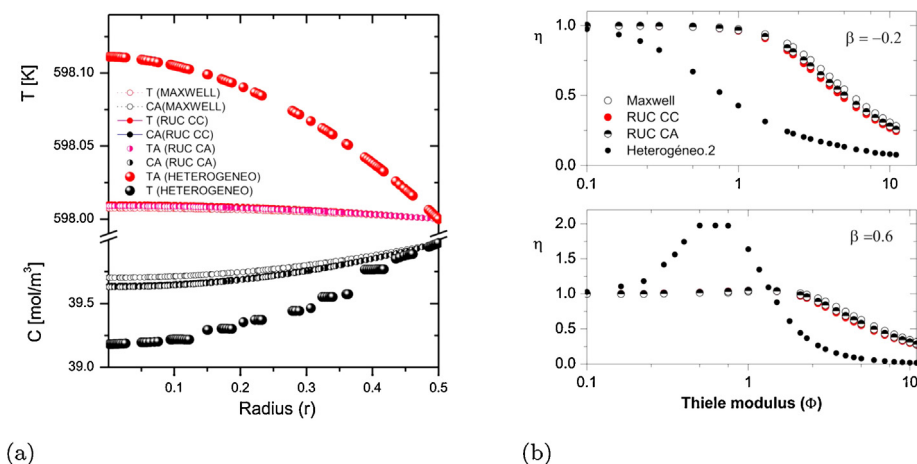 T [K]
598.10
598.05
598.00
T (MAXWELL)
CA(MAXWELL)
T (RUC CC)
CA(RUC CC)
TA (RUC CA)
CA (RUC CA)
TA (HETEROGENEO)
T (HETEROGENEO)
C [mol/m³]
39.5
39.0
0.1 0.2 0.3 0.4 0.5
Radius (r)
(a)
η
1.0
0.5
0.0
β = −0.2
Maxwell
RUC CC
RUC CA
Heterogéneo.2
0.1 1 10
η
2.0
1.5
1.0
0.5
0.0
β = 0.6
0.1 1 10
Thiele modulus (Φ)
(b)